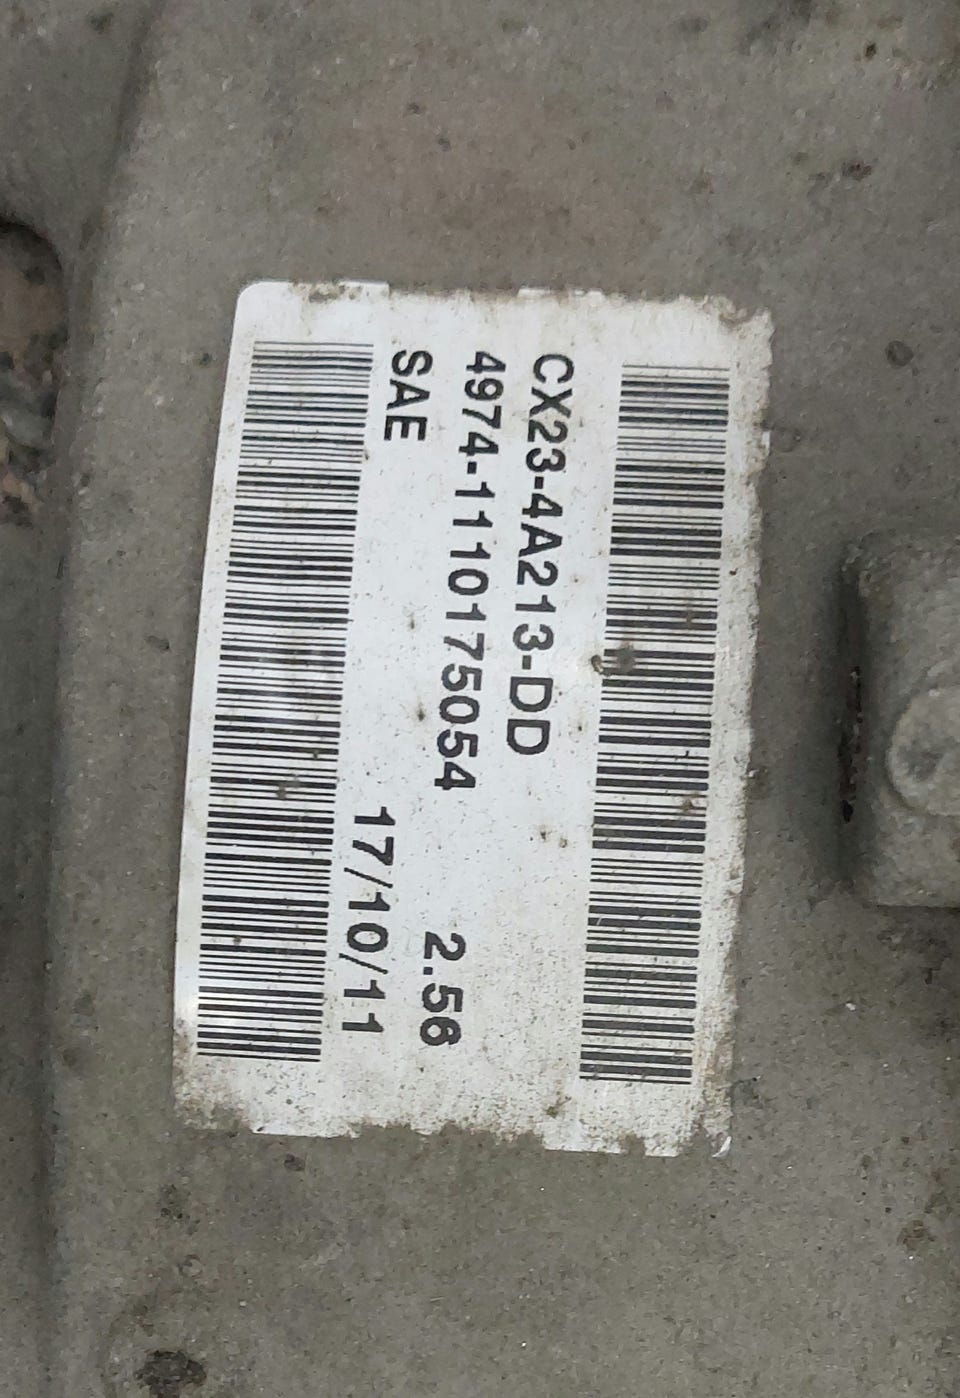 CX23-4A213-DD
4974-1110175054 2.56
SAE 17/10/11